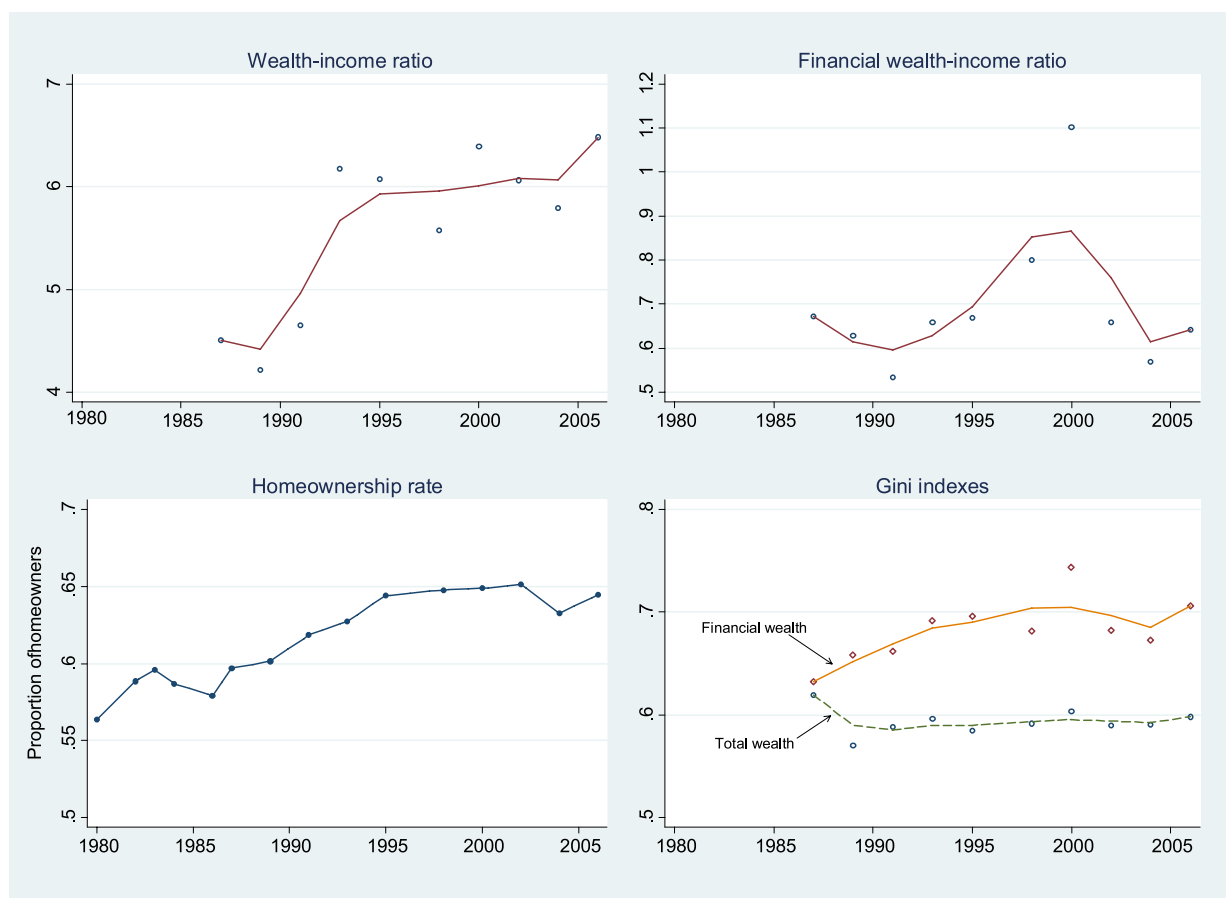 Wealth-income ratio
7
6
5
4
1980 1985 1990 1995 2000 2005
Financial wealth-income ratio
1.2
1.1
1
.9
.8
.7
.6
.5
1980 1985 1990 1995 2000 2005
Homeownership rate
Proportion ofhomeowners
.7
.65
.6
.55
.5
1980 1985 1990 1995 2000 2005
Gini indexes
.8
.7
.6
.5
Financial wealth
Total wealth
1980 1985 1990 1995 2000 2005